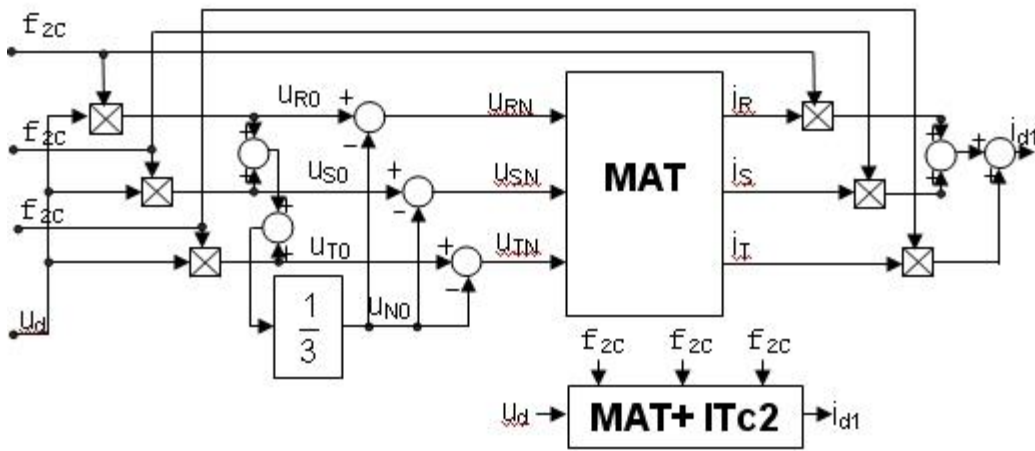 f2C
f2C
f2C
ud
uR0
uS0
uT0
uN0
+
−
+
−
+
−
+
+
+
+
1
3
uRN
uSN
uTN
MAT
iR
iS
iT
+
+
+
+
id1
f2C
f2C
f2C
ud
MAT+ ITc2
id1